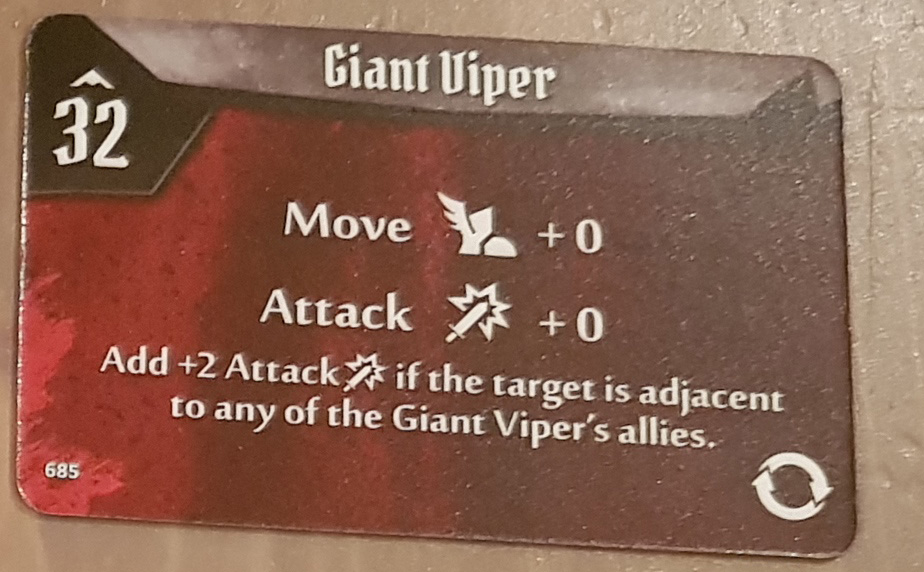 Giant Viper
32
Move + 0
Attack + 0
Add +2 Attack if the target is adjacent
to any of the Giant Viper's allies.
685